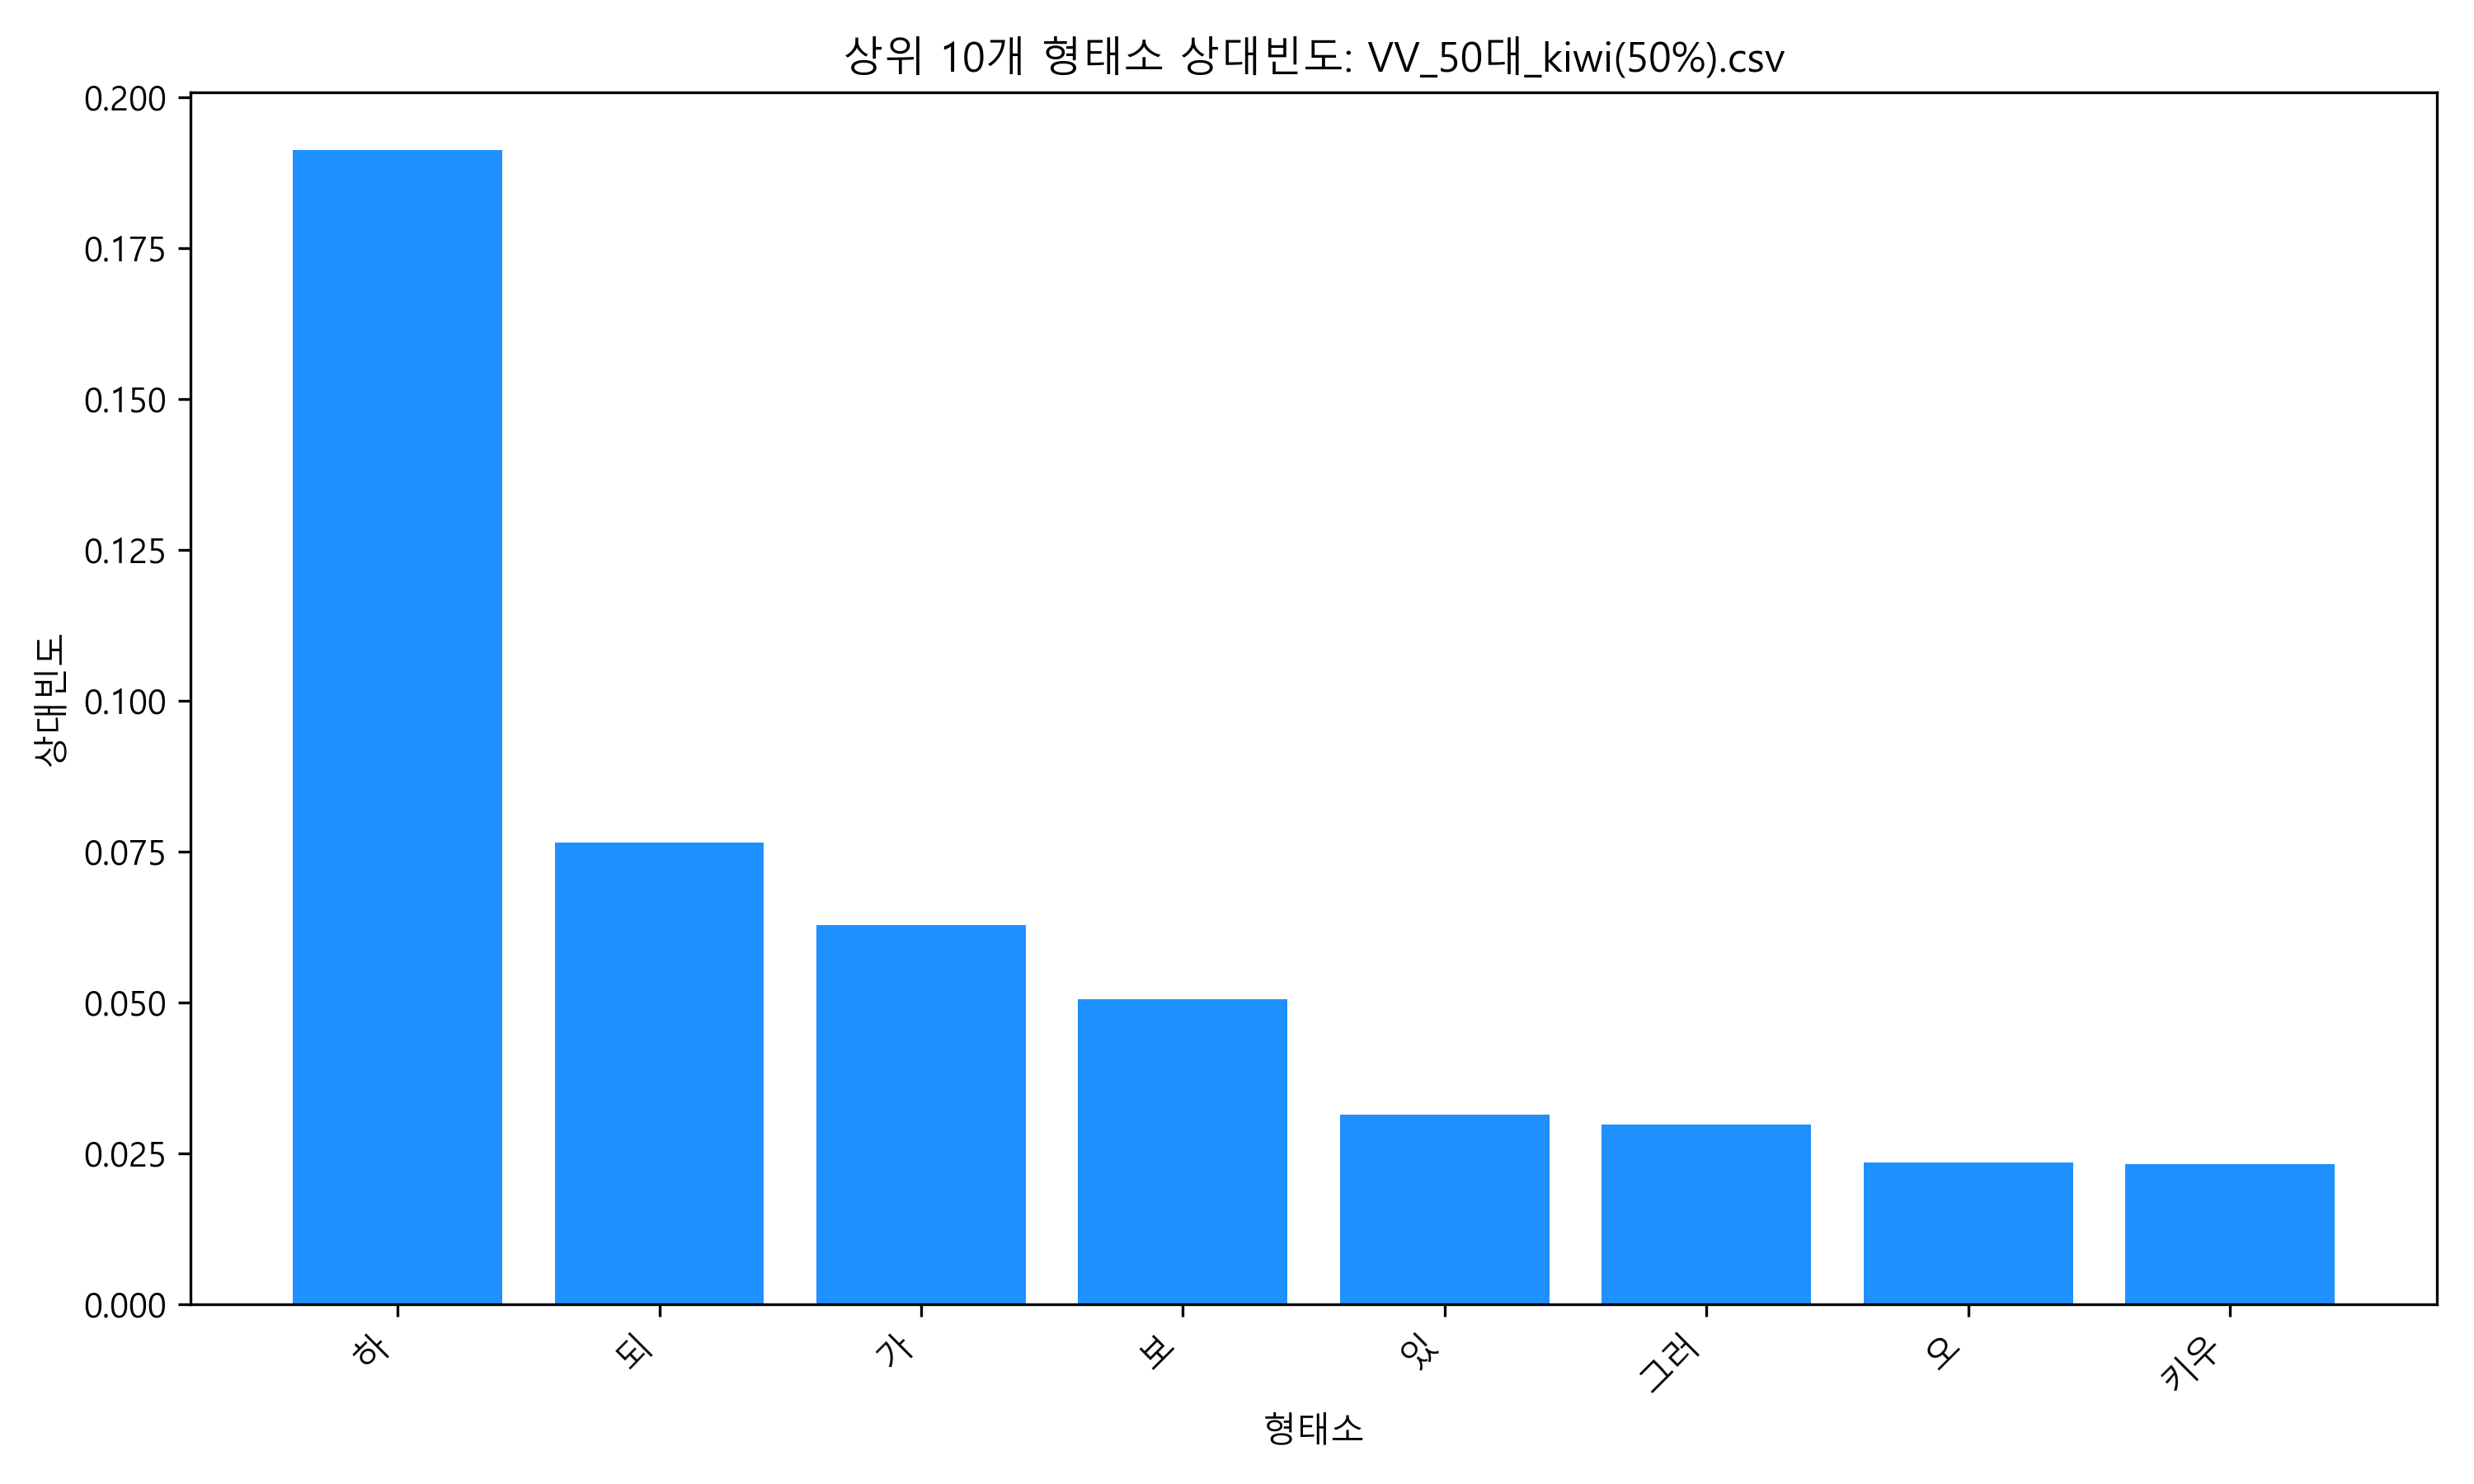 상위 10개 형태소 상대빈도: VV_50대_kiwi(50%).csv
0.200
0.175
0.150
0.125
0.100
0.075
0.050
0.025
0.000
상대빈도
하
되
가
보
있
그러
오
키우
형태소